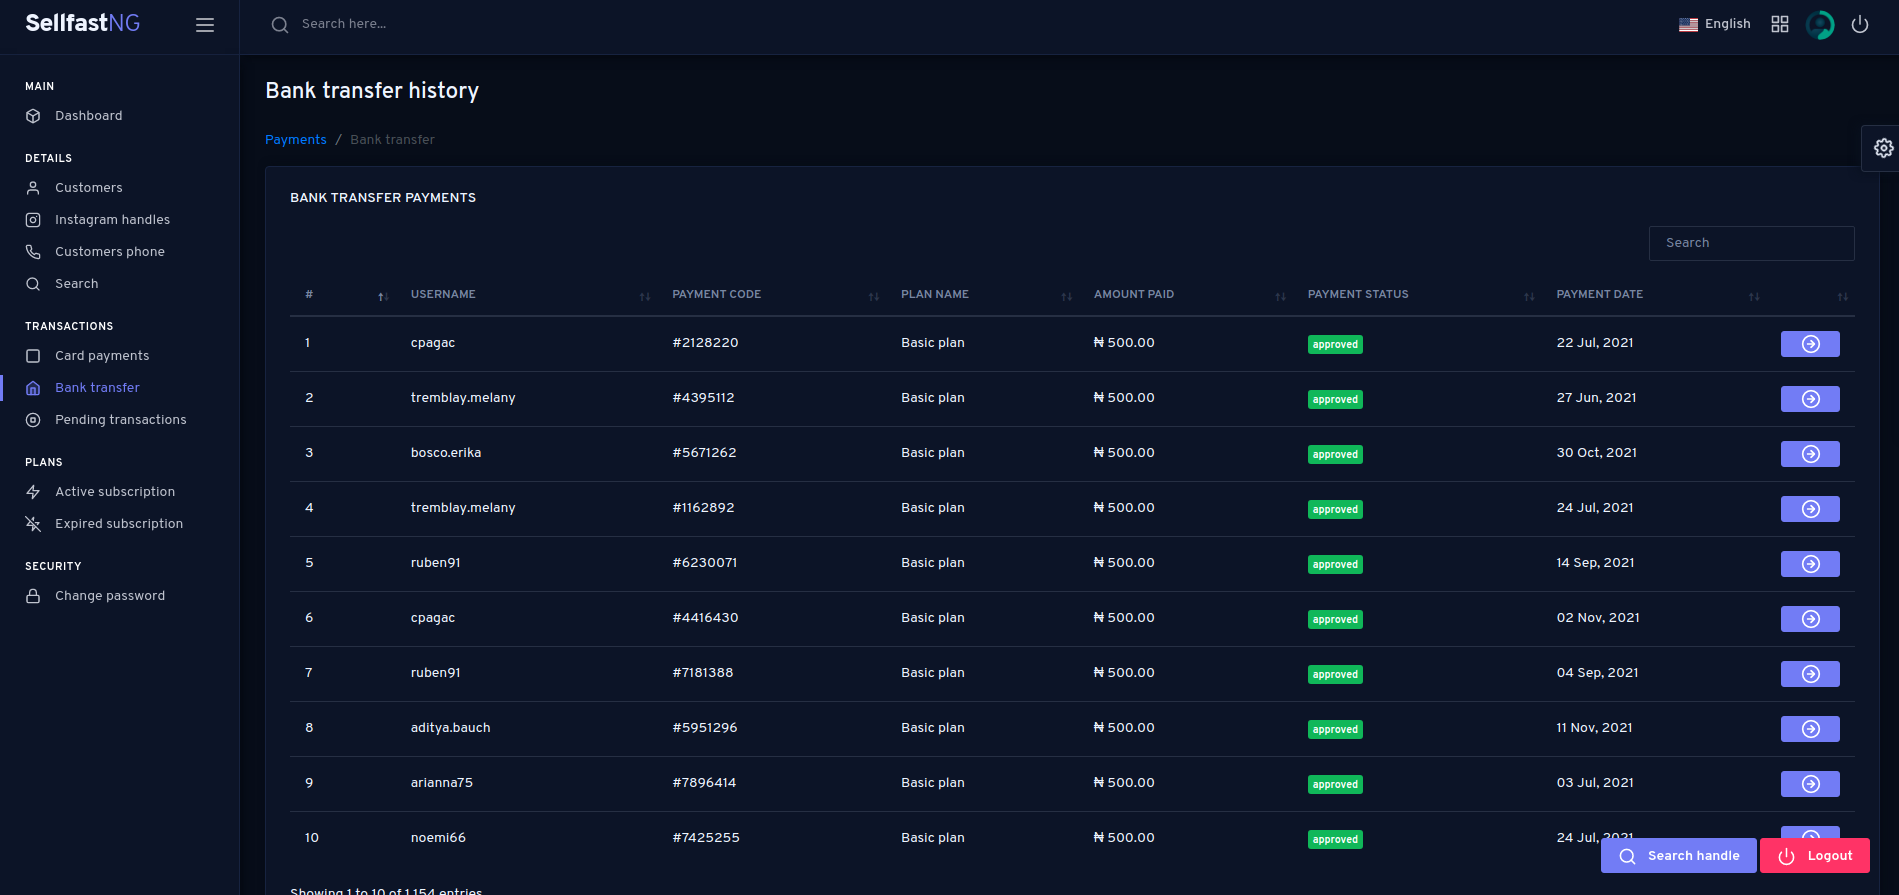 SellfastNG
Search here...
English
MAIN
Dashboard
DETAILS
Customers
Instagram handles
Customers phone
Search
TRANSACTIONS
Card payments
Bank transfer
Pending transactions
PLANS
Active subscription
Expired subscription
SECURITY
Change password
Bank transfer history
Payments / Bank transfer
BANK TRANSFER PAYMENTS
Search
# USERNAME PAYMENT CODE PLAN NAME AMOUNT PAID PAYMENT STATUS PAYMENT DATE
1 cpagac #2128220 Basic plan ₦ 500.00 approved 22 Jul, 2021
2 tremblay.melany #4395112 Basic plan ₦ 500.00 approved 27 Jun, 2021
3 bosco.erika #5671262 Basic plan ₦ 500.00 approved 30 Oct, 2021
4 tremblay.melany #1162892 Basic plan ₦ 500.00 approved 24 Jul, 2021
5 ruben91 #6230071 Basic plan ₦ 500.00 approved 14 Sep, 2021
6 cpagac #4416430 Basic plan ₦ 500.00 approved 02 Nov, 2021
7 ruben91 #7181388 Basic plan ₦ 500.00 approved 04 Sep, 2021
8 aditya.bauch #5951296 Basic plan ₦ 500.00 approved 11 Nov, 2021
9 arianna75 #7896414 Basic plan ₦ 500.00 approved 03 Jul, 2021
10 noemi66 #7425255 Basic plan ₦ 500.00 approved 24 Jul, 2021
Search handle
Logout
Showing 1 to 10 of 1,154 entries